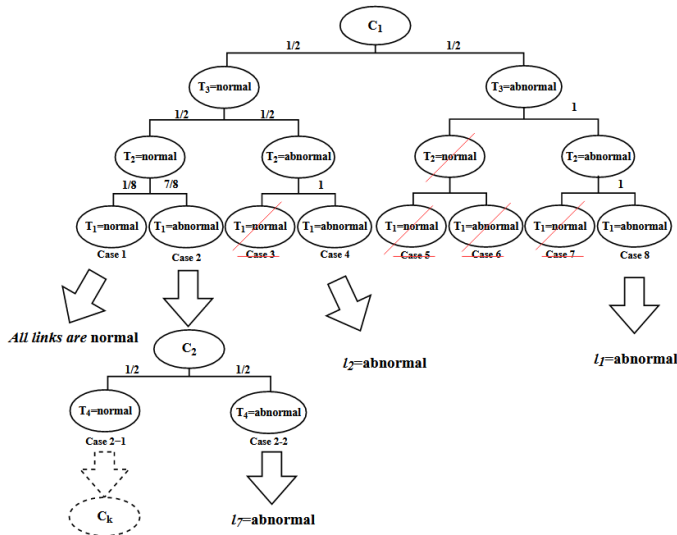 C1
1/2 1/2
T3=normal T3=abnormal
1/2 1/2 1
T2=normal T2=abnormal T2=normal T2=abnormal
1/8 7/8 1 1
T1=normal T1=abnormal T1=normal T1=abnormal T1=normal T1=abnormal T1=normal T1=abnormal
Case 1 Case 2 Case 3 Case 4 Case 5 Case 6 Case 7 Case 8
All links are normal
C2
l2=abnormal l1=abnormal
1/2 1/2
T4=normal T4=abnormal
Case 2−1 Case 2-2
Ck
l7=abnormal